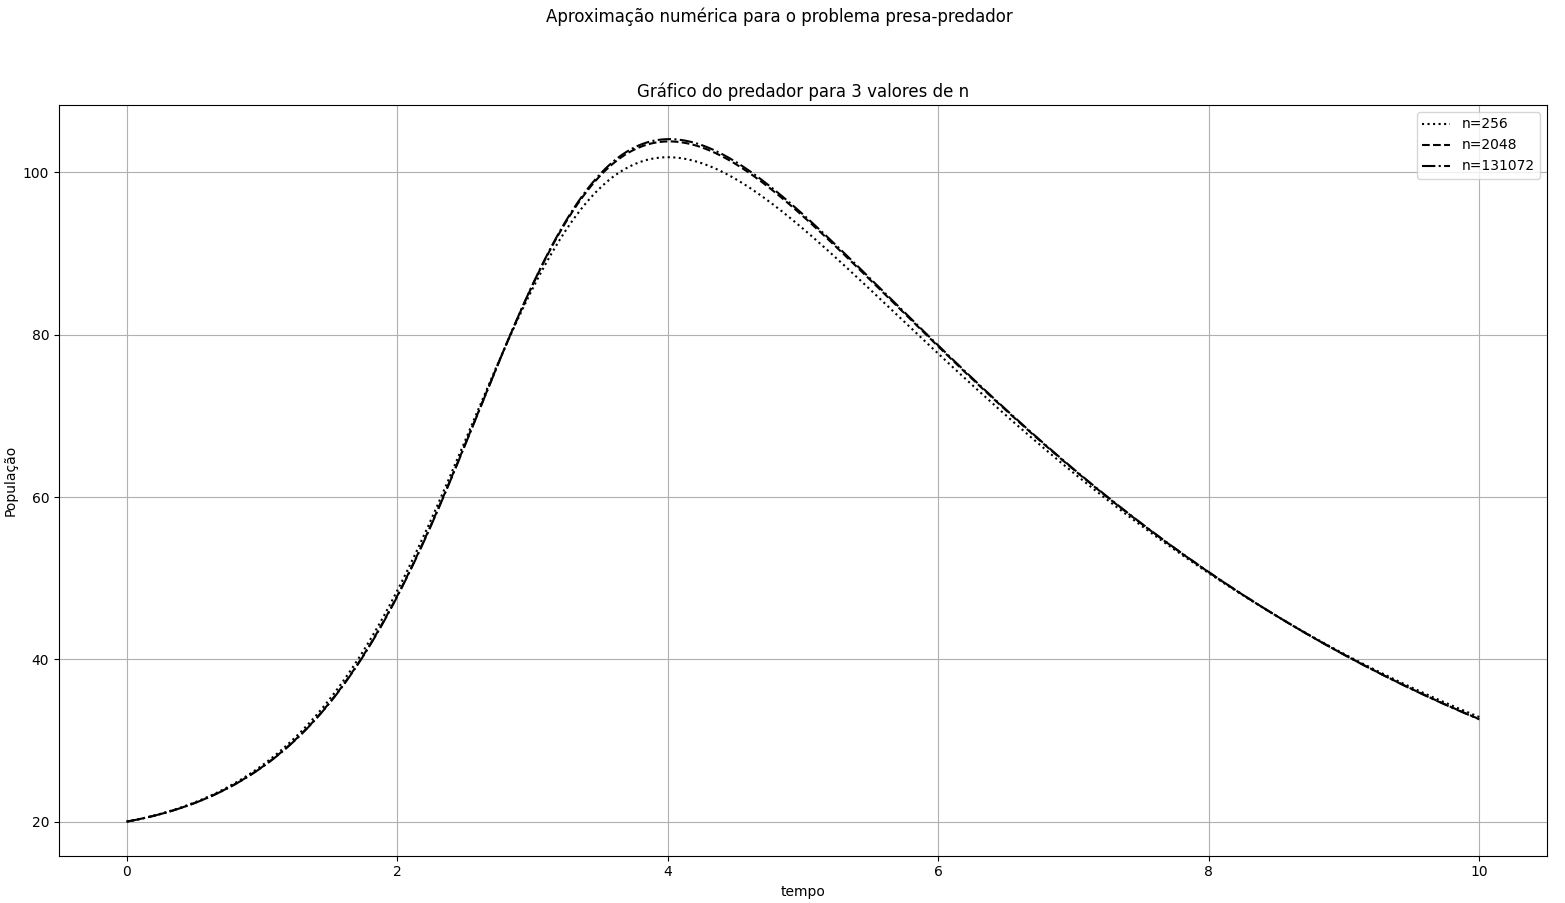 Aproximação numérica para o problema presa-predador
Gráfico do predador para 3 valores de n
n=256
n=2048
n=131072
100
80
60
40
20
População
0 2 4 6 8 10
tempo